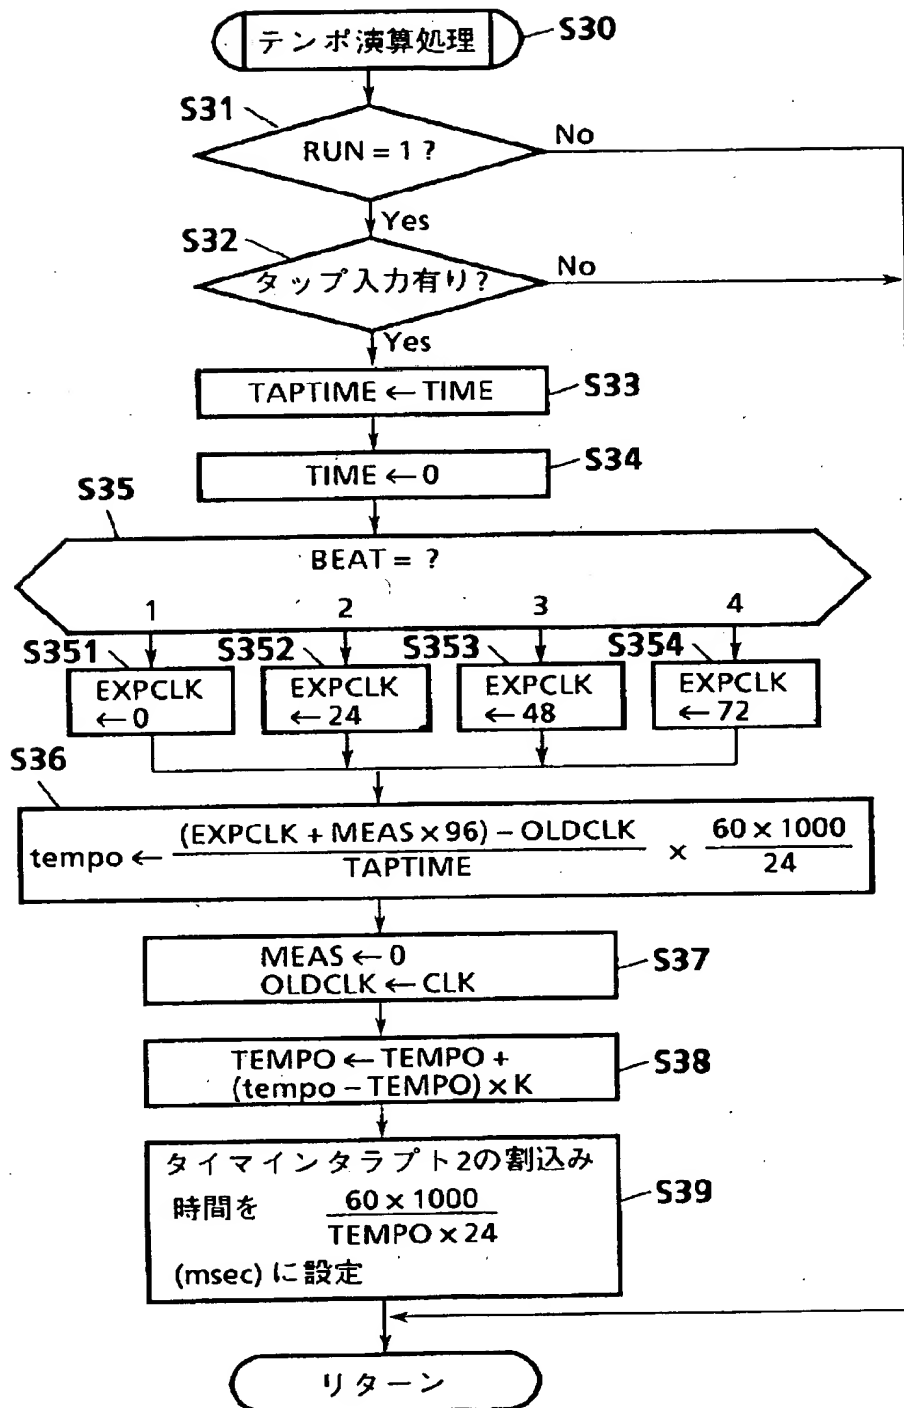 テンポ演算処理
S30
S31
RUN = 1 ?
No
Yes
S32
タップ入力有り?
No
Yes
TAPTIME ← TIME
S33
TIME ← 0
S34
S35
BEAT = ?
1 2 3 4
S351 S352 S353 S354
EXPCLK EXPCLK EXPCLK EXPCLK
← 0 ← 24 ← 48 ← 72
S36
tempo ← (EXPCLK + MEAS × 96) − OLDCLK / TAPTIME × 60 × 1000 / 24
MEAS ← 0
OLDCLK ← CLK
S37
TEMPO ← TEMPO +
(tempo − TEMPO) × K
S38
タイマインタラプト2の割込み
時間を 60 × 1000 / TEMPO × 24
(msec) に設定
S39
リターン